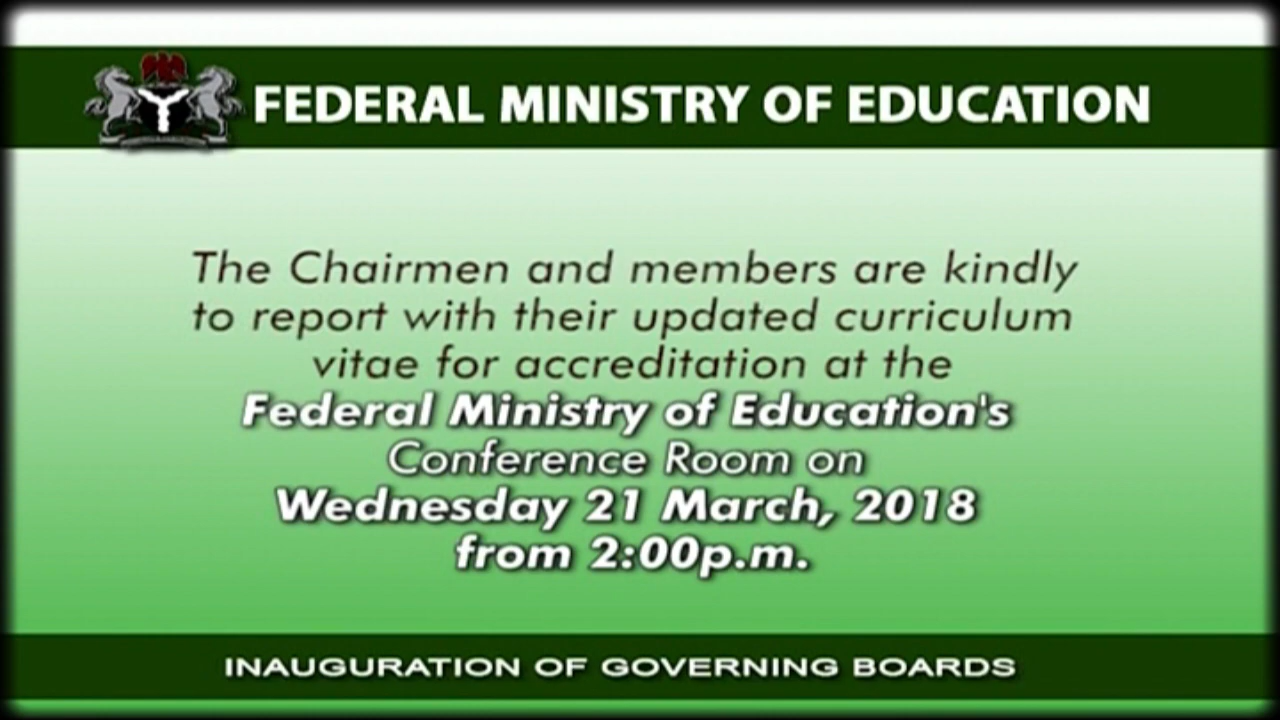 FEDERAL MINISTRY OF EDUCATION
The Chairmen and members are kindly
to report with their updated curriculum
vitae for accreditation at the
Federal Ministry of Education's
Conference Room on
Wednesday 21 March, 2018
from 2:00p.m.
INAUGURATION OF GOVERNING BOARDS